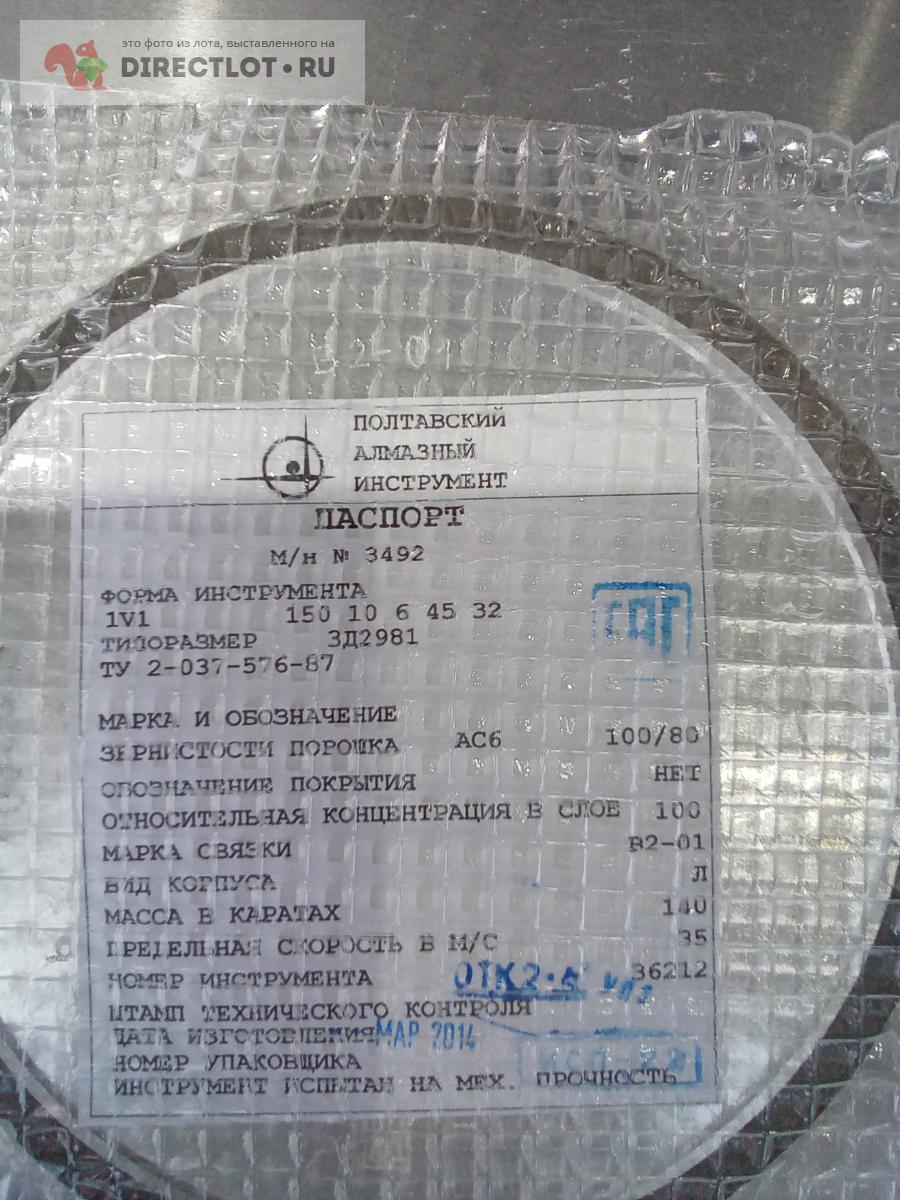 это фото из лота, выставленного на
DIRECTLOT.RU
В2-01
ПОЛТАВСКИЙ
АЛМАЗНЫЙ
ИНСТРУМЕНТ
ПАСПОРТ
М/н № 3492
ФОРМА ИНСТРУМЕНТА
1V1 150 10 6 45 32
ТИПОРАЗМЕР 3Д2981
ТУ 2-037-576-87
МАРКА И ОБОЗНАЧЕНИЕ
ЗЕРНИСТОСТИ ПОРОШКА АС6 100/80
ОБОЗНАЧЕНИЕ ПОКРЫТИЯ НЕТ
ОТНОСИТЕЛЬНАЯ КОНЦЕНТРАЦИЯ В СЛОЕ 100
МАРКА СВЯЗКИ В2-01
ВИД КОРПУСА Л
МАССА В КАРАТАХ 140
ПРЕДЕЛЬНАЯ СКОРОСТЬ В М/С 35
НОМЕР ИНСТРУМЕНТА 36212
ШТАМП ТЕХНИЧЕСКОГО КОНТРОЛЯ
ДАТА ИЗГОТОВЛЕНИЯ МАР 2014
НОМЕР УПАКОВЩИКА
ИНСТРУМЕНТ ИСПЫТАН НА МЕХ. ПРОЧНОСТЬ